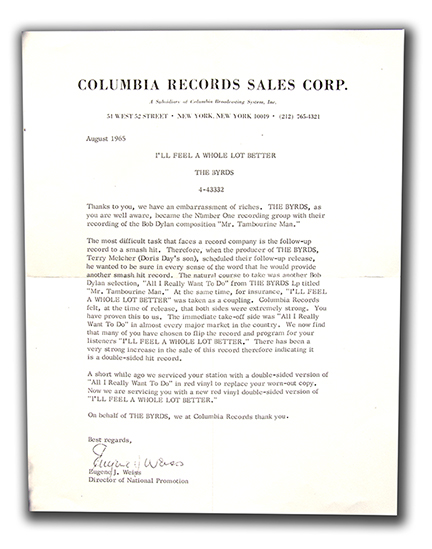 COLUMBIA RECORDS SALES CORP.
A Subsidiary of Columbia Broadcasting System, Inc.
51 WEST 52 STREET • NEW YORK, NEW YORK 10019 • (212) 765-4321
August 1965
I'LL FEEL A WHOLE LOT BETTER
THE BYRDS
4-43332
Thanks to you, we have an embarrassment of riches. THE BYRDS, as
you are well aware, became the Number One recording group with their
recording of the Bob Dylan composition "Mr. Tambourine Man."
The most difficult task that faces a record company is the follow-up
record to a smash hit. Therefore, when the producer of THE BYRDS,
Terry Melcher (Doris Day's son), scheduled their follow-up release,
he wanted to be sure in every sense of the word that he would provide
another smash hit record. The natural course to take was another Bob
Dylan selection, "All I Really Want To Do" from THE BYRDS Lp titled
"Mr. Tambourine Man." At the same time, for insurance, "I'LL FEEL
A WHOLE LOT BETTER" was taken as a coupling. Columbia Records
felt, at the time of release, that both sides were extremely strong. You
have proven this to us. The immediate take-off side was "All I Really
Want To Do" in almost every major market in the country. We now find
that many of you have chosen to flip the record and program for your
listeners "I'LL FEEL A WHOLE LOT BETTER." There has been a
very strong increase in the sale of this record therefore indicating it
is a double-sided hit record.
A short while ago we serviced your station with a double-sided version of
"All I Really Want To Do" in red vinyl to replace your worn-out copy.
Now we are servicing you with a new red vinyl double-sided version of
"I'LL FEEL A WHOLE LOT BETTER."
On behalf of THE BYRDS, we at Columbia Records thank you.
Best regards,
Eugene J Weiss
Eugene J. Weiss
Director of National Promotion